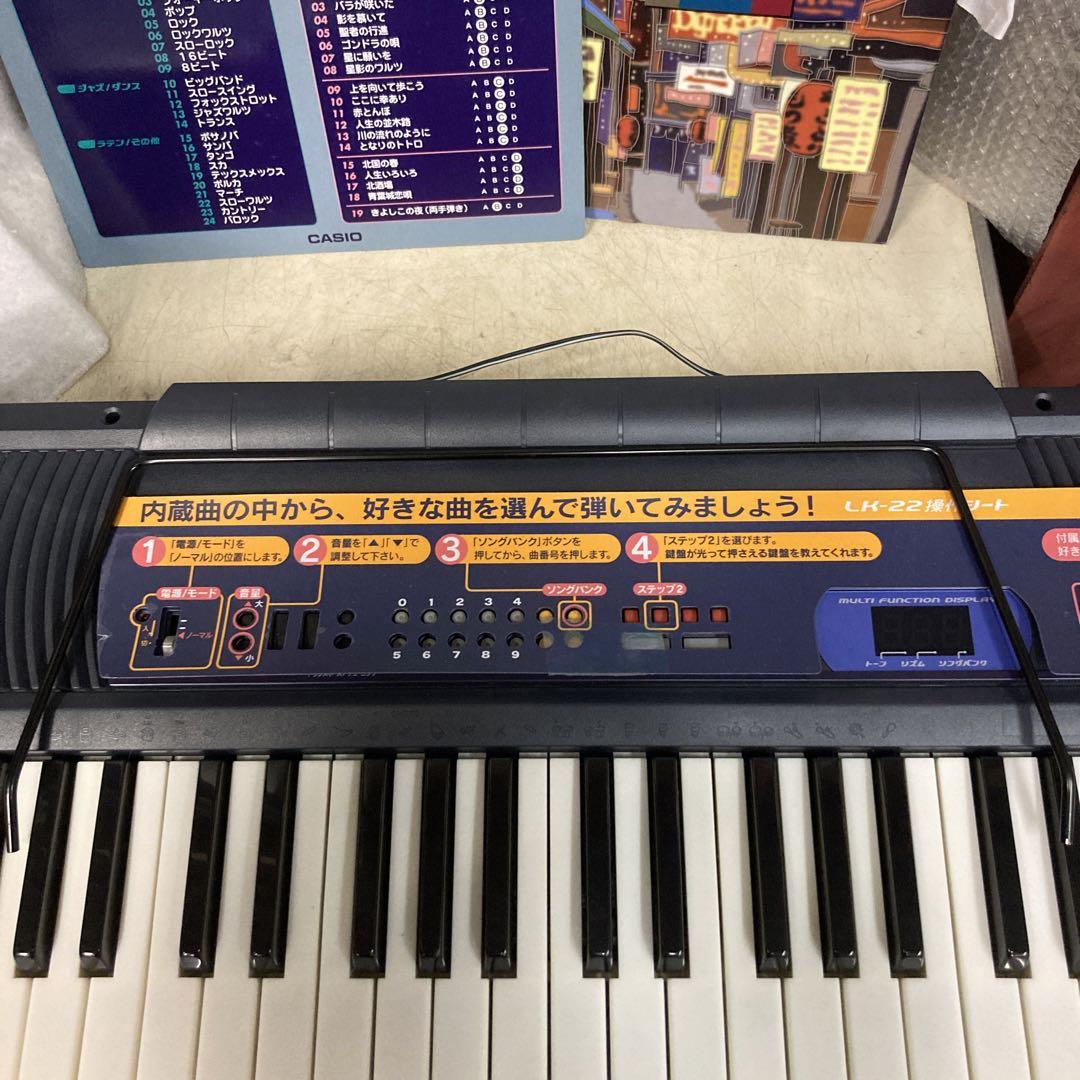 04 ポップ
05 ロック
06 ロックワルツ
07 スローロック
08 16ビート
09 8ビート
ジャズ/ダンス
10 ビッグバンド
11 スロースイング
12 フォックストロット
13 ジャズワルツ
14 トランス
ラテン/その他
15 ボサノバ
16 サンバ
17 タンゴ
18 スカ
19 テックスメックス
20 ポルカ
21 マーチ
22 スローワルツ
23 カントリー
24 バロック
03 バラが咲いた A B C D
04 影を慕いて A B C D
05 聖者の行進 A B C D
06 ゴンドラの唄 A B C D
07 星に願いを A B C D
08 星影のワルツ A B C D
09 上を向いて歩こう A B C D
10 ここに幸あり A B C D
11 赤とんぼ A B C D
12 人生の並木路 A B C D
13 川の流れのように A B C D
14 となりのトトロ A B C D
15 北国の春 A B C D
16 人生いろいろ A B C D
17 北酒場 A B C D
18 青葉城恋唄 A B C D
19 きよしこの夜(両手弾き) A B C D
CASIO
内蔵曲の中から、好きな曲を選んで弾いてみましょう!
LK-22 操作シート
1 「電源/モード」を
「ノーマル」の位置にします。
2 音量を「▲」「▼」で
調整して下さい。
3 「ソングバンク」ボタンを
押してから、曲番号を押します。
4 「ステップ2」を選びます。
鍵盤が光って押さえる鍵盤を教えてくれます。
付属
好き
電源/モード
入
切
ノーマル
音量
大
小
0 1 2 3 4
5 6 7 8 9
ソングバンク
ステップ2
MULTI FUNCTION DISPLAY
トーン リズム ソングバンク